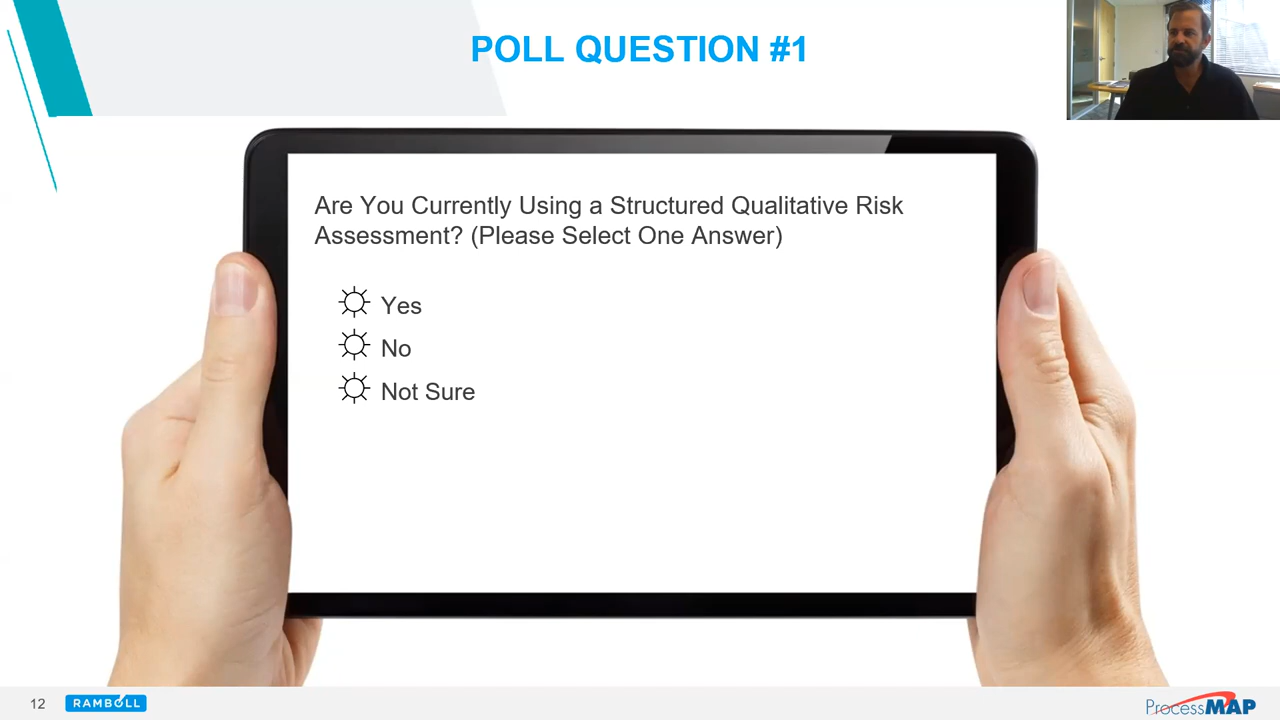 POLL QUESTION #1
Are You Currently Using a Structured Qualitative Risk
Assessment? (Please Select One Answer)
Yes
No
Not Sure
12
RAMBOLL
ProcessMAP